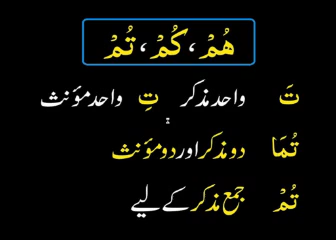 هُمْ ، كُمْ ، تُمْ
تَ واحد مذکر تِ واحد مؤنث
تُمَا دو مذکر اور دو مؤنث
تُمْ جمع مذکر کے لیے